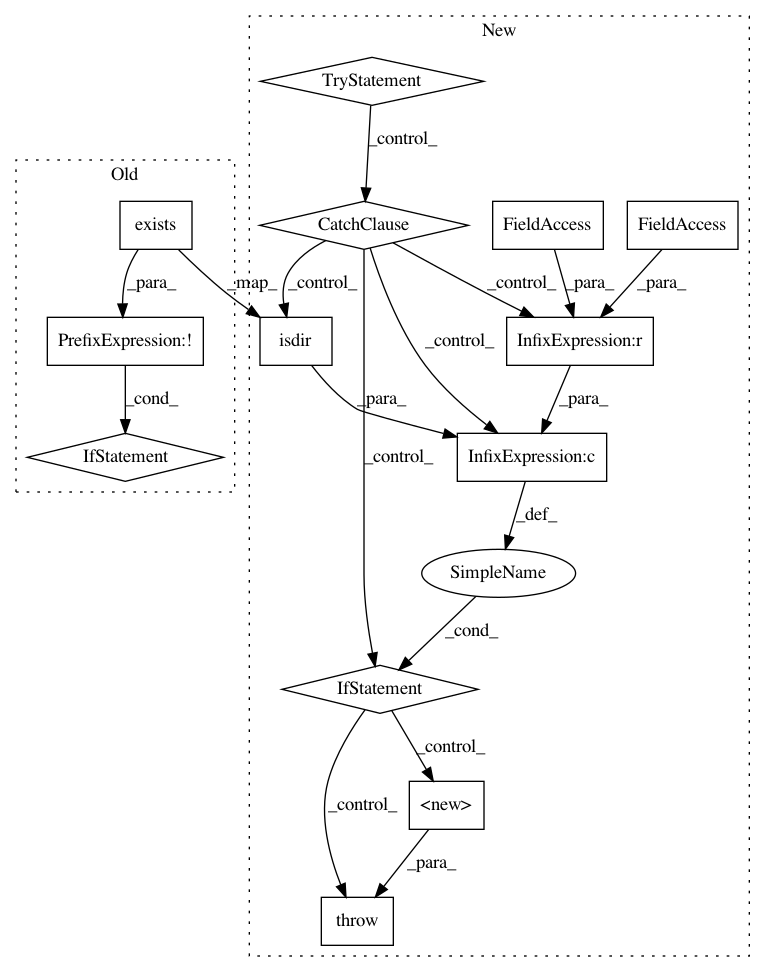 New
TryStatement
_control_
Old
exists
CatchClause
FieldAccess
FieldAccess
_para_
_map_
_control_
_control_
_para_
_para_
PrefixExpression:!
isdir
_control_
InfixExpression:r
_cond_
_para_
_para_
IfStatement
_control_
InfixExpression:c
_def_
SimpleName
_cond_
IfStatement
_control_
_control_
<new>
_para_
throw